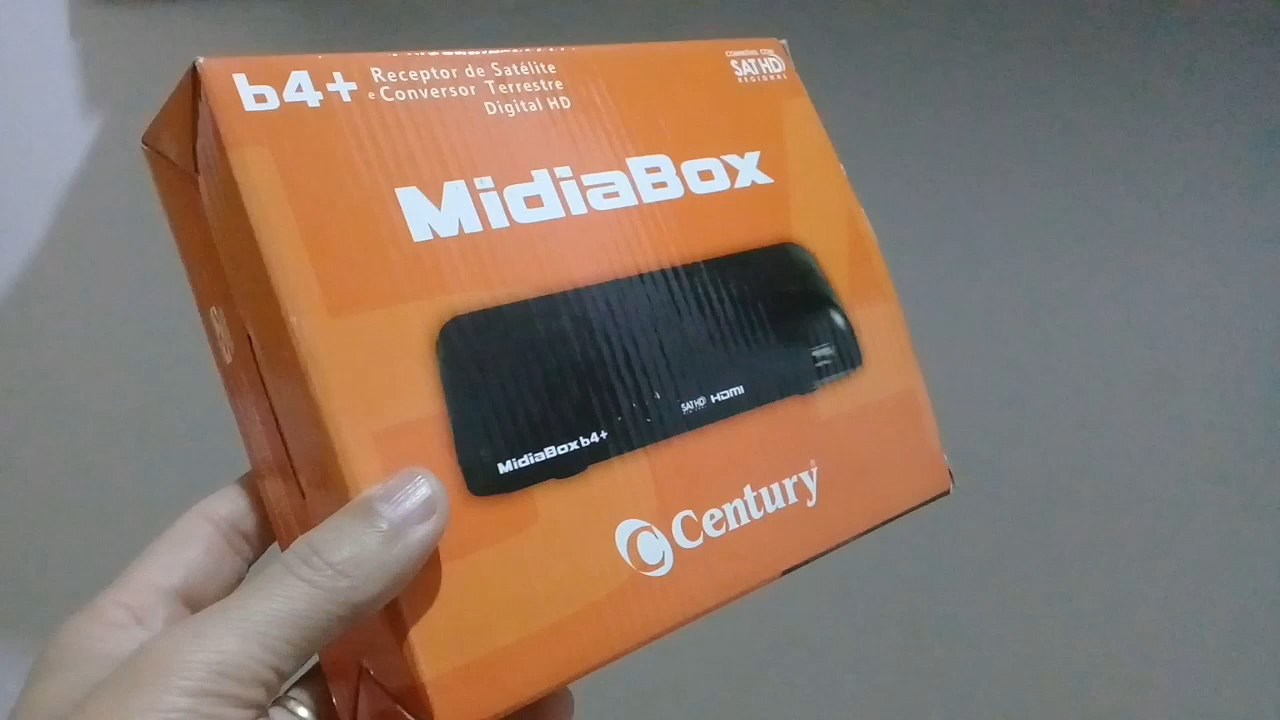 b4+
Receptor de Satélite
e Conversor Terrestre
Digital HD
SAT HD
REGIONAL
MidiaBox
SAT HD HDMI
MidiaBox b4+
Century